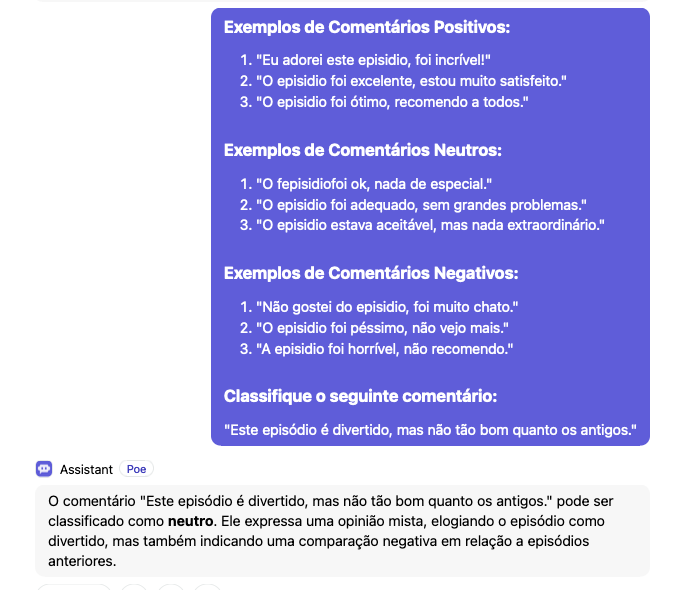 Exemplos de Comentários Positivos:
1. "Eu adorei este episidio, foi incrível!"
2. "O episidio foi excelente, estou muito satisfeito."
3. "O episidio foi ótimo, recomendo a todos."
Exemplos de Comentários Neutros:
1. "O fepisidiofoi ok, nada de especial."
2. "O episidio foi adequado, sem grandes problemas."
3. "O episidio estava aceitável, mas nada extraordinário."
Exemplos de Comentários Negativos:
1. "Não gostei do episidio, foi muito chato."
2. "O episidio foi péssimo, não vejo mais."
3. "A episidio foi horrível, não recomendo."
Classifique o seguinte comentário:
"Este episódio é divertido, mas não tão bom quanto os antigos."
Assistant Poe
O comentário "Este episódio é divertido, mas não tão bom quanto os antigos." pode ser
classificado como neutro. Ele expressa uma opinião mista, elogiando o episódio como
divertido, mas também indicando uma comparação negativa em relação a episódios
anteriores.